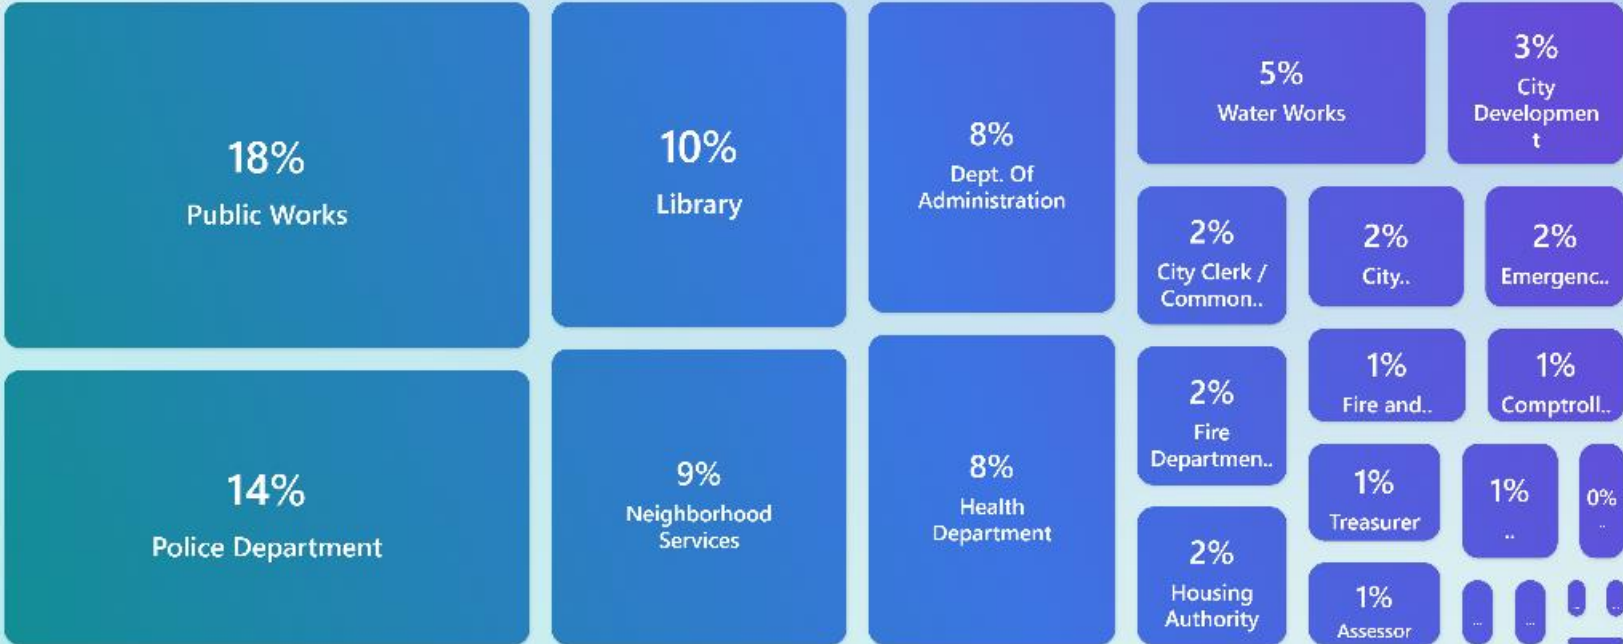 18%
Public Works
14%
Police Department
10%
Library
9%
Neighborhood
Services
8%
Dept. Of
Administration
8%
Health
Department
5%
Water Works
3%
City
Developmen
t
2%
City Clerk /
Common..
2%
City..
2%
Emergenc..
2%
Fire
Departmen..
1%
Fire and..
1%
Comptroll..
2%
Housing
Authority
1%
Treasurer
1%
..
0%
..
1%
Assessor
...
...